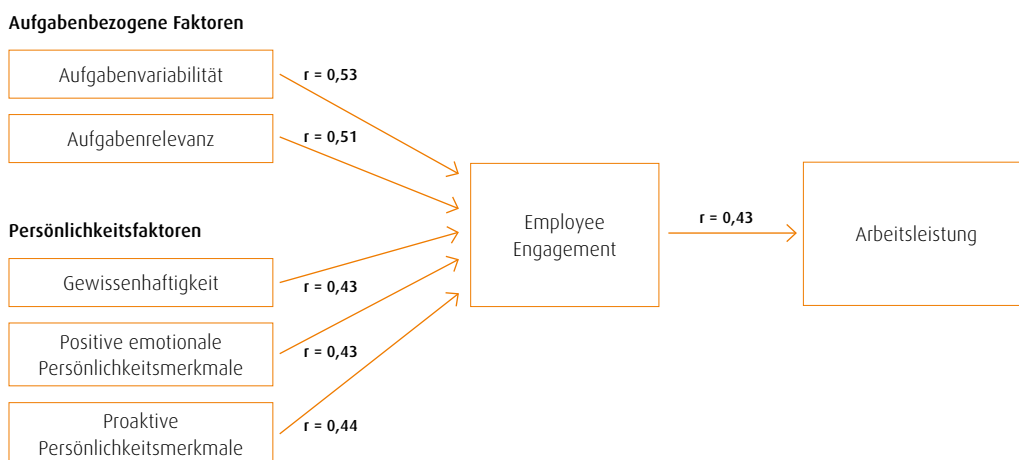 Aufgabenbezogene Faktoren
Aufgabenvariabilität
r = 0,53
Aufgabenrelevanz
r = 0,51
Persönlichkeitsfaktoren
Gewissenhaftigkeit
r = 0,43
Positive emotionale
Persönlichkeitsmerkmale
r = 0,43
Proaktive
Persönlichkeitsmerkmale
r = 0,44
Employee
Engagement
r = 0,43
Arbeitsleistung